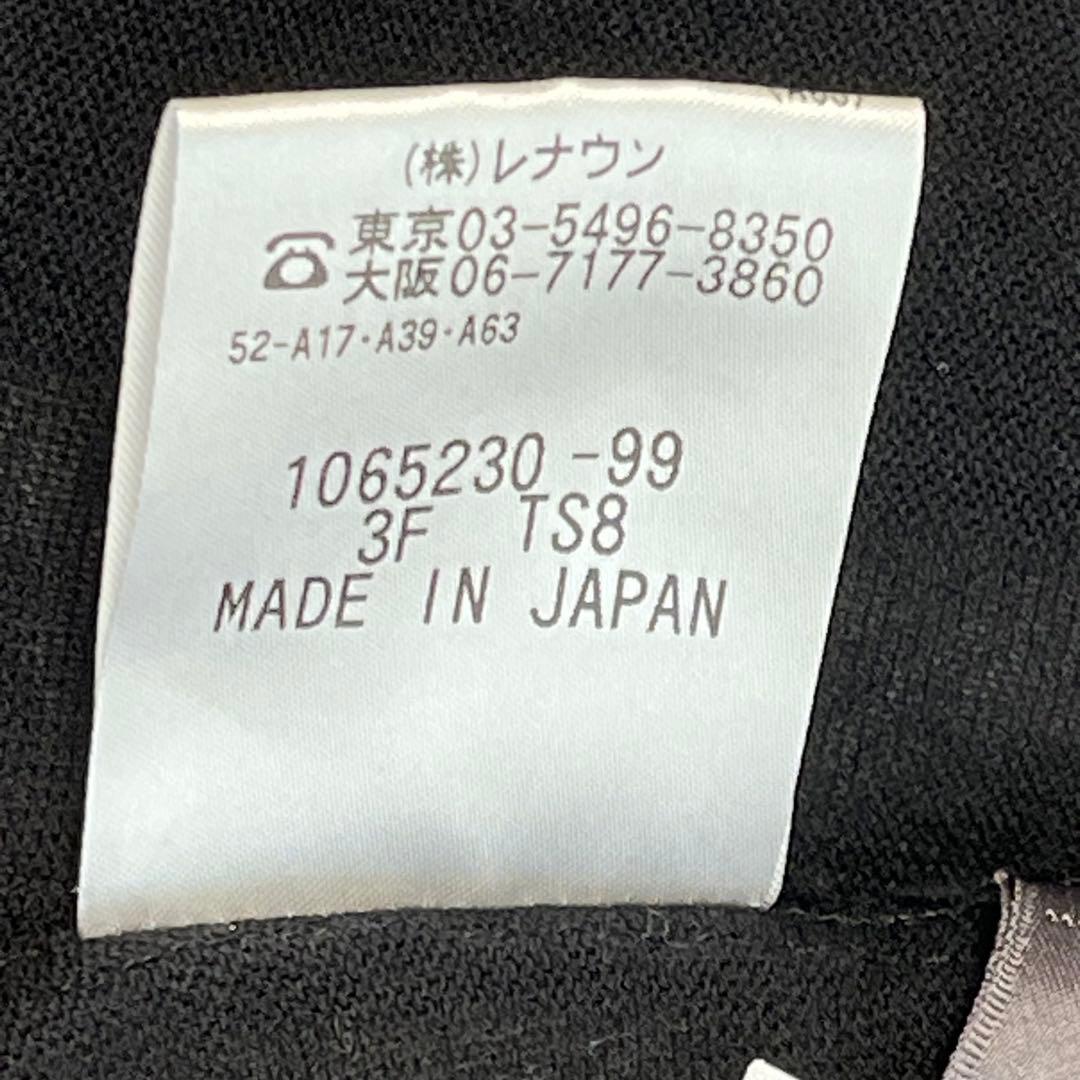 (株)レナウン
東京03-5496-8350
大阪06-7177-3860
52-A17・A39・A63
1065230 -99
3F TS8
MADE IN JAPAN